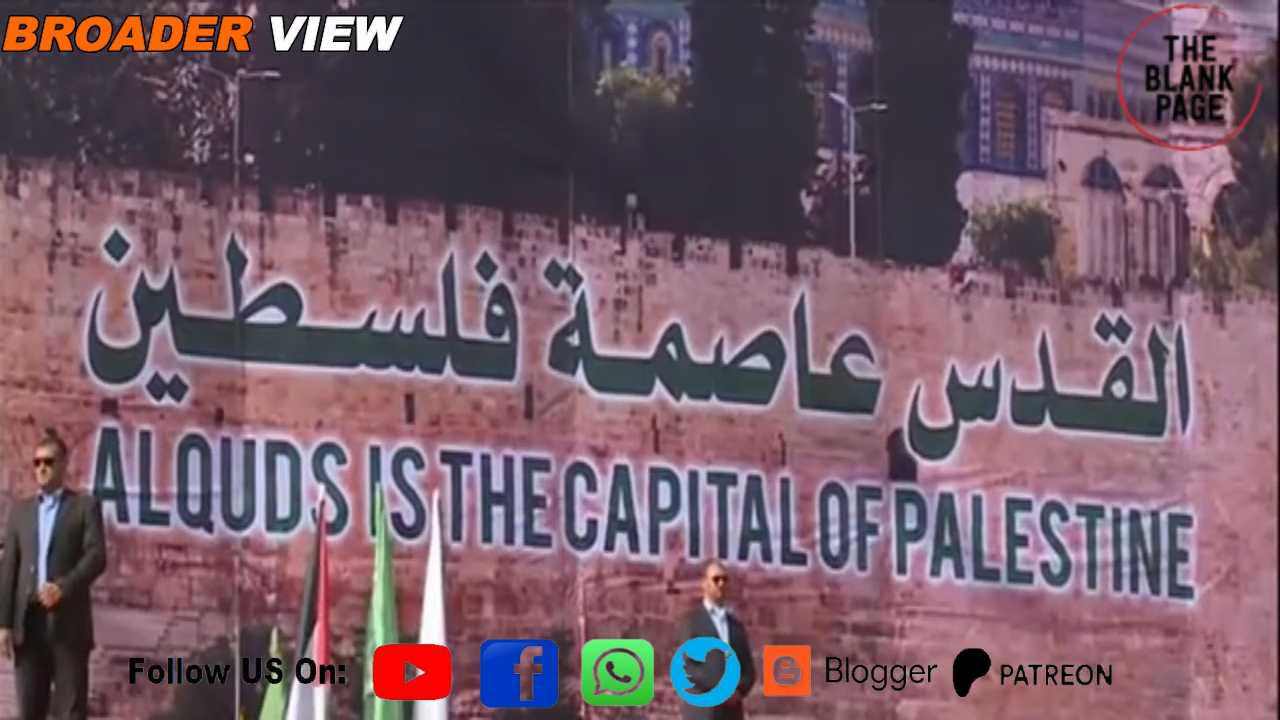 BROADER VIEW
THE
BLANK
PAGE
القدس عاصمة فلسطين
ALQUDS IS THE CAPITAL OF PALESTINE
Follow US On:
Blogger
PATREON